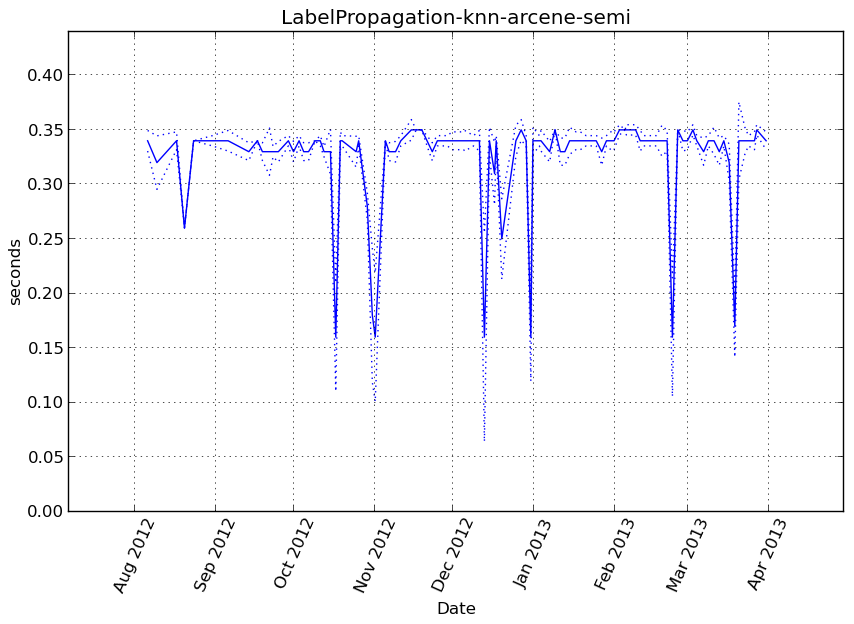 LabelPropagation-knn-arcene-semi
0.40
0.35
0.30
0.25
0.20
0.15
0.10
0.05
0.00
seconds
Aug 2012
Sep 2012
Oct 2012
Nov 2012
Dec 2012
Jan 2013
Feb 2013
Mar 2013
Apr 2013
Date